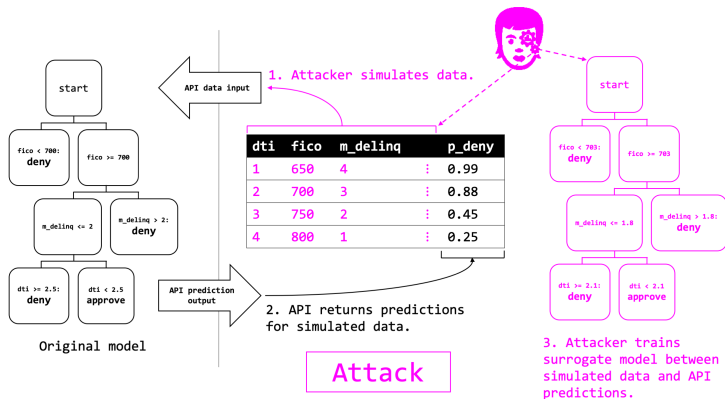 start
fico < 700:
deny
fico >= 700
m_delinq <= 2
m_delinq > 2:
deny
dti >= 2.5:
deny
dti < 2.5
approve
Original model
API data input
API prediction
output
1. Attacker simulates data.
dti fico m_delinq p_deny
1 650 4 ⋮ 0.99
2 700 3 ⋮ 0.88
3 750 2 ⋮ 0.45
4 800 1 ⋮ 0.25
2. API returns predictions
for simulated data.
Attack
start
fico < 703:
deny
fico >= 703
m_delinq <= 1.8
m_delinq > 1.8:
deny
dti >= 2.1:
deny
dti < 2.1
approve
3. Attacker trains
surrogate model between
simulated data and API
predictions.